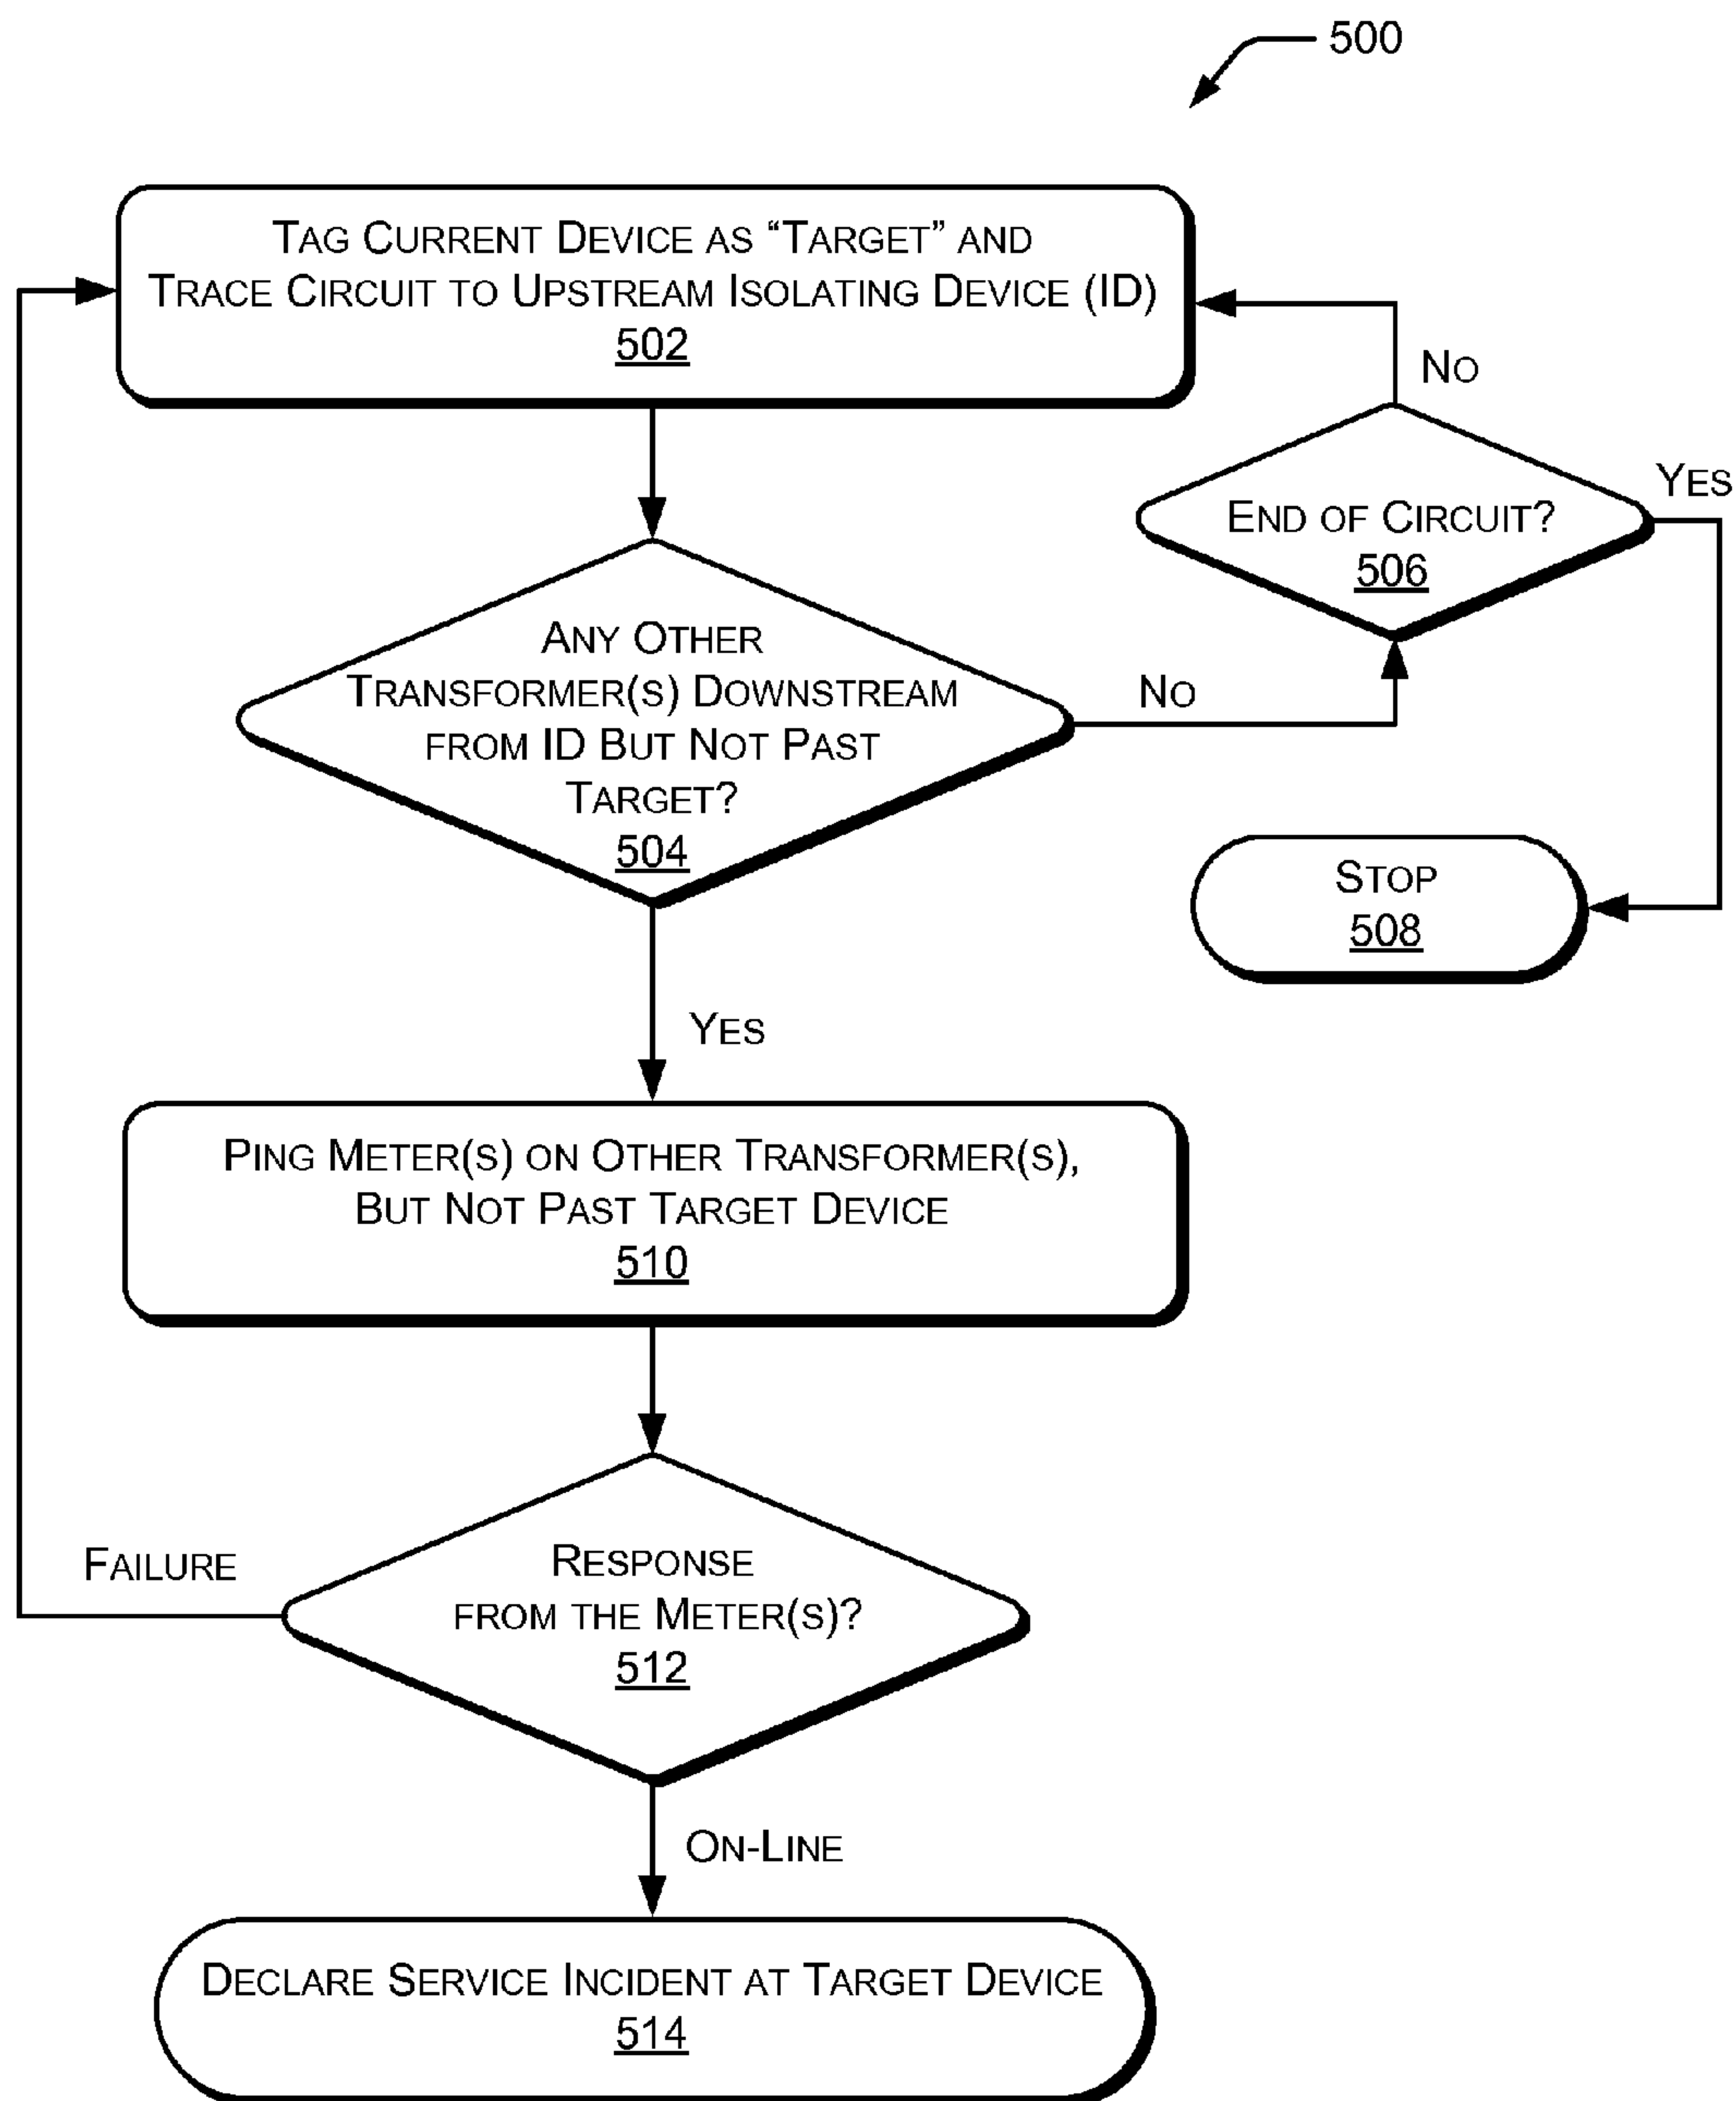 500
TAG CURRENT DEVICE AS “TARGET” AND
TRACE CIRCUIT TO UPSTREAM ISOLATING DEVICE (ID)
502
NO
END OF CIRCUIT?
506
YES
ANY OTHER
TRANSFORMER(S) DOWNSTREAM
FROM ID BUT NOT PAST
TARGET?
504
NO
STOP
508
YES
PING METER(S) ON OTHER TRANSFORMER(S),
BUT NOT PAST TARGET DEVICE
510
FAILURE
RESPONSE
FROM THE METER(S)?
512
ON-LINE
DECLARE SERVICE INCIDENT AT TARGET DEVICE
514